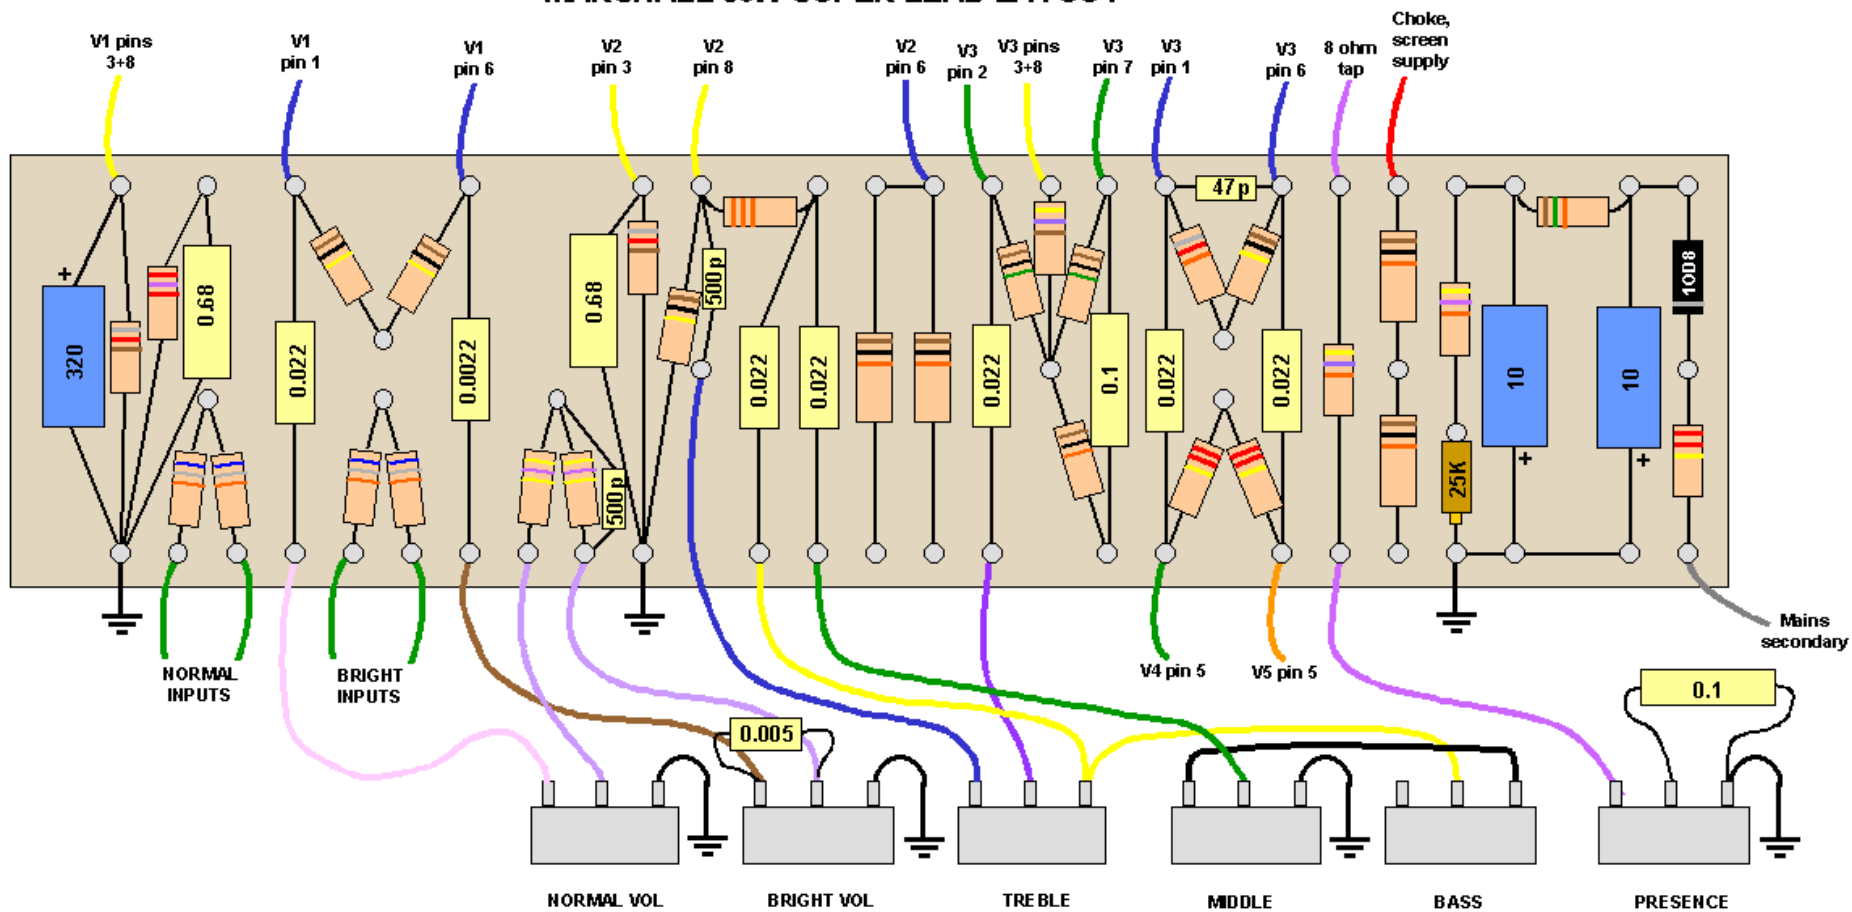 V1 pins
3+8
V1
pin 1
V1
pin 6
V2
pin 3
V2
pin 8
V2
pin 6
V3
pin 2
V3 pins
3+8
V3
pin 7
V3
pin 1
V3
pin 6
8 ohm
tap
Choke,
screen
supply
47p
+
320
0.68
0.022
0.0022
0.68
500p
500p
0.022
0.022
0.022
0.1
0.022
0.022
25K
10
+
10
+
10D8
NORMAL
INPUTS
BRIGHT
INPUTS
V4 pin 5
V5 pin 5
Mains
secondary
0.005
0.1
NORMAL VOL
BRIGHT VOL
TREBLE
MIDDLE
BASS
PRESENCE